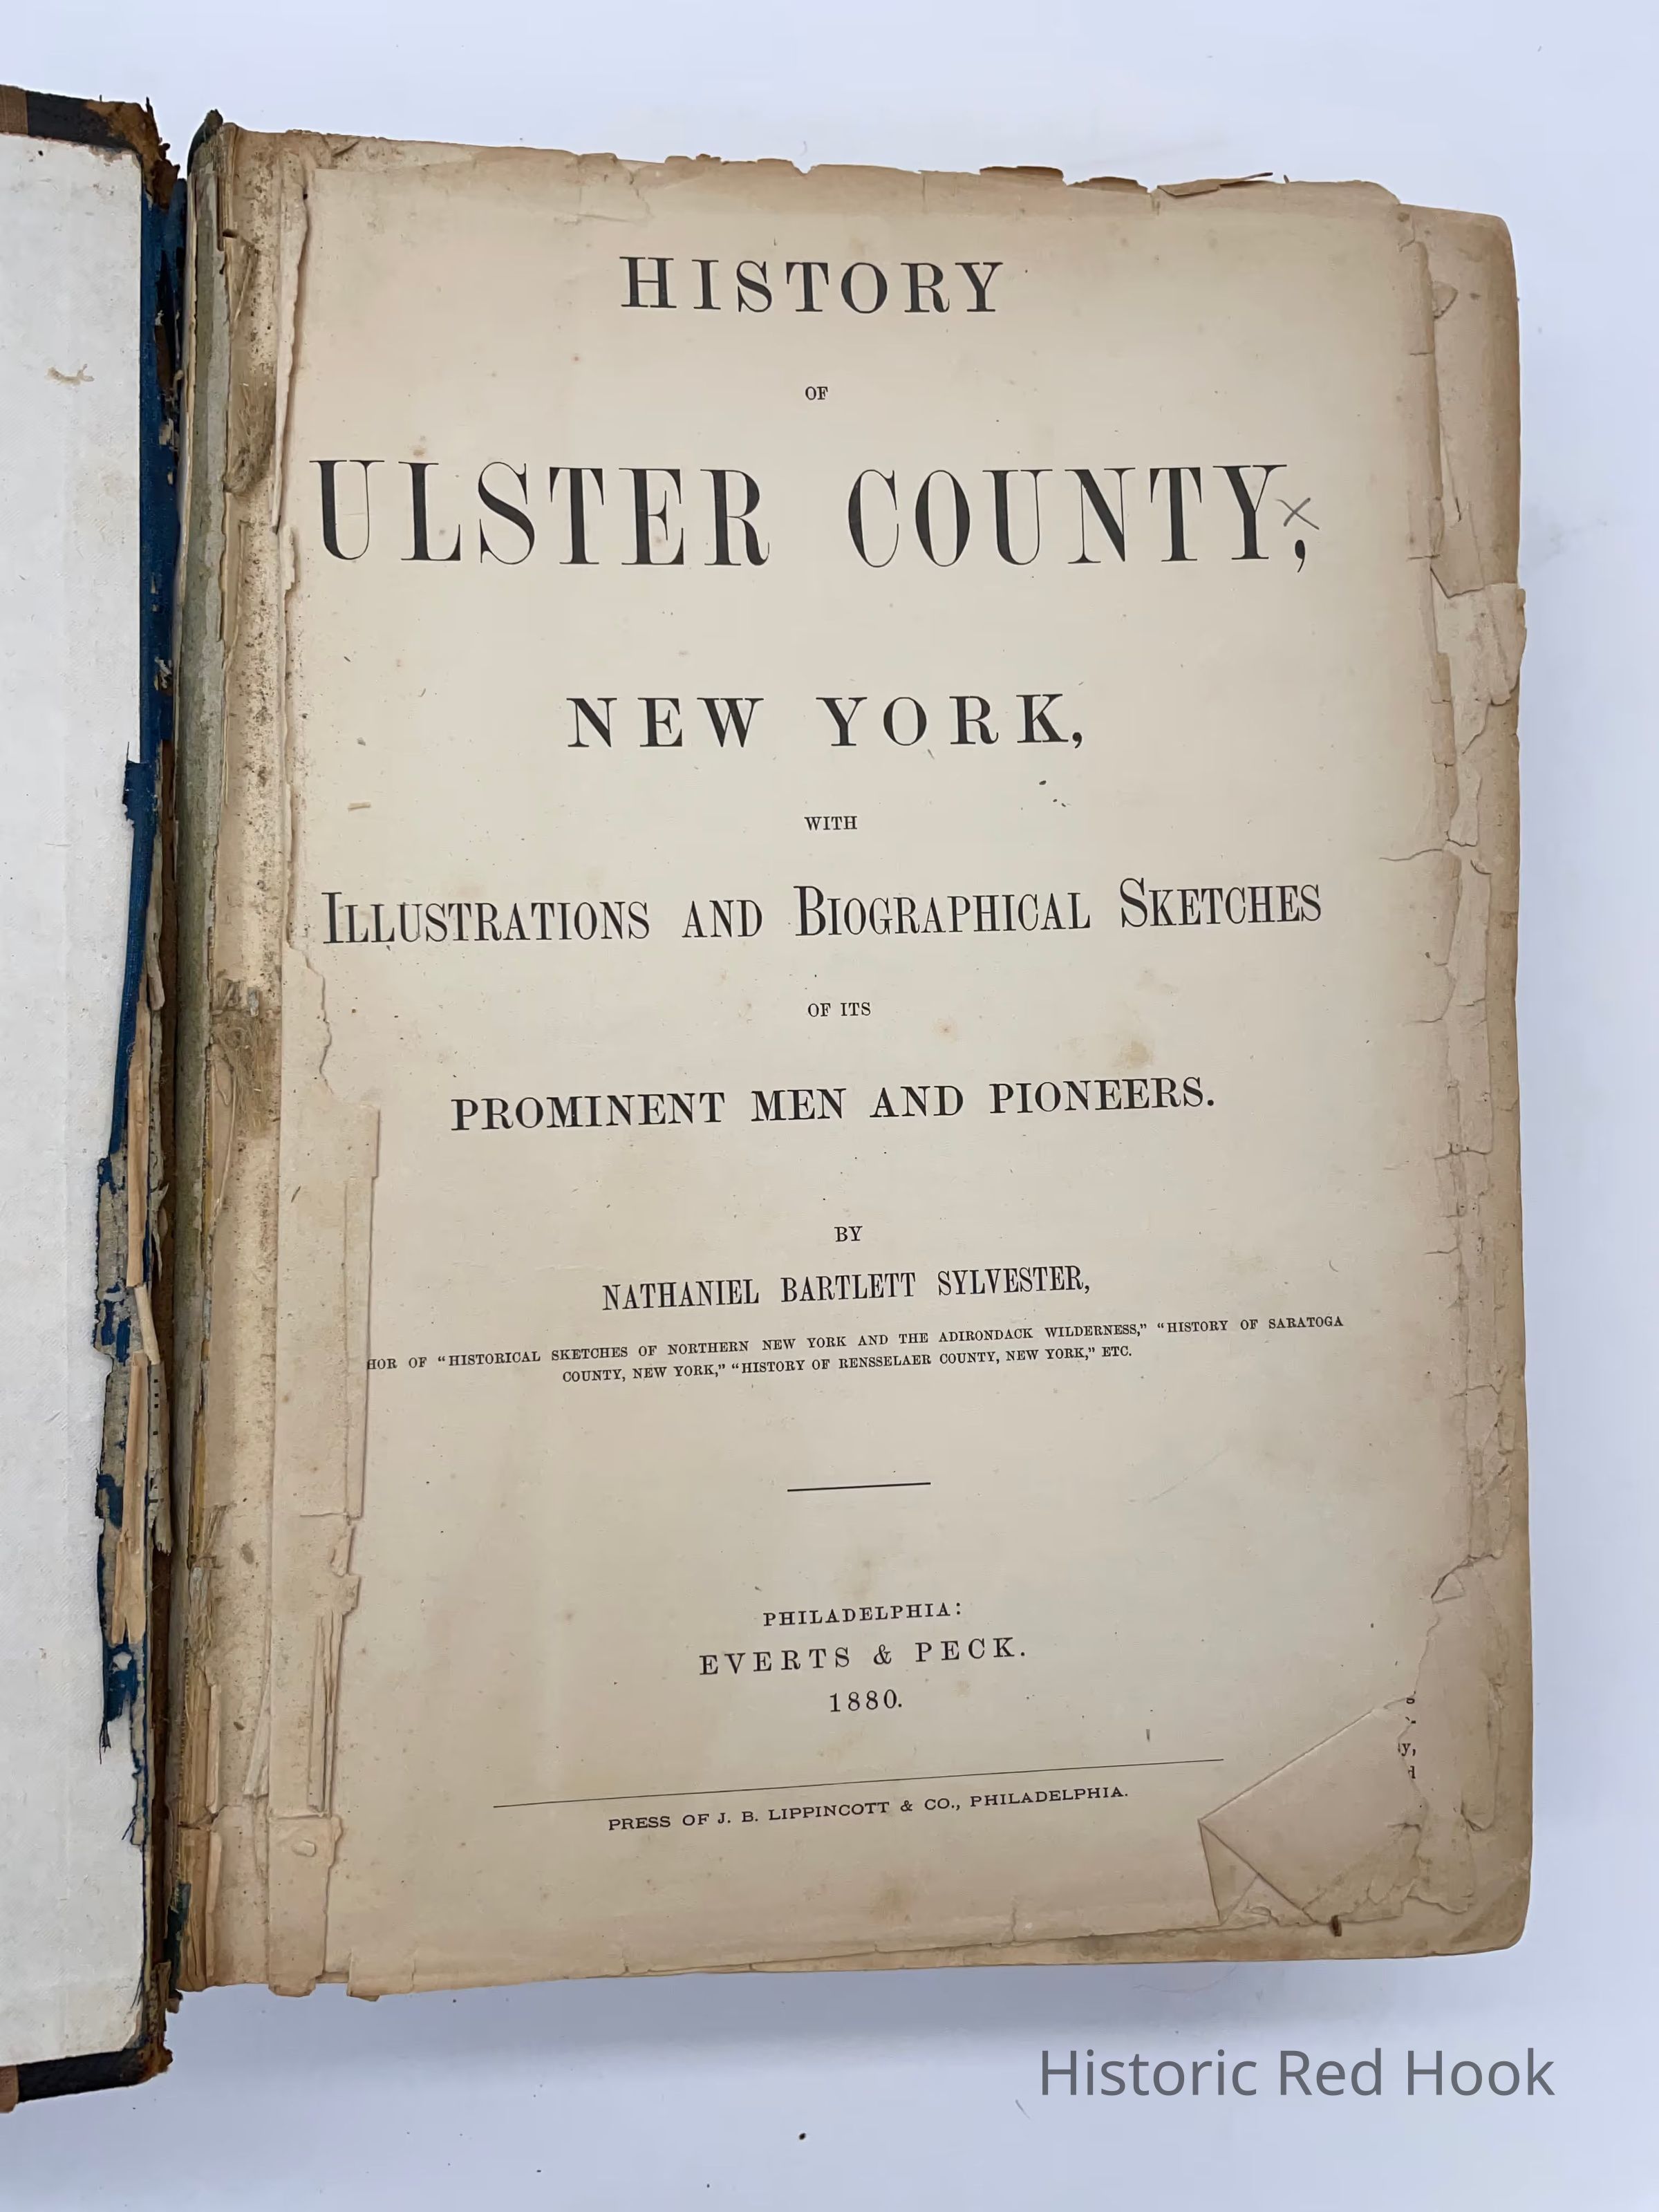 HISTORY
OF
ULSTER COUNTY,
NEW YORK,
WITH
ILLUSTRATIONS AND BIOGRAPHICAL SKETCHES
OF ITS
PROMINENT MEN AND PIONEERS.
BY
NATHANIEL BARTLETT SYLVESTER,
HOR OF “HISTORICAL SKETCHES OF NORTHERN NEW YORK AND THE ADIRONDACK WILDERNESS,” “HISTORY OF SARATOGA
COUNTY, NEW YORK,” “HISTORY OF RENSSELAER COUNTY, NEW YORK,” ETC.
PHILADELPHIA:
EVERTS & PECK.
1880.
PRESS OF J. B. LIPPINCOTT & CO., PHILADELPHIA.
Historic Red Hook